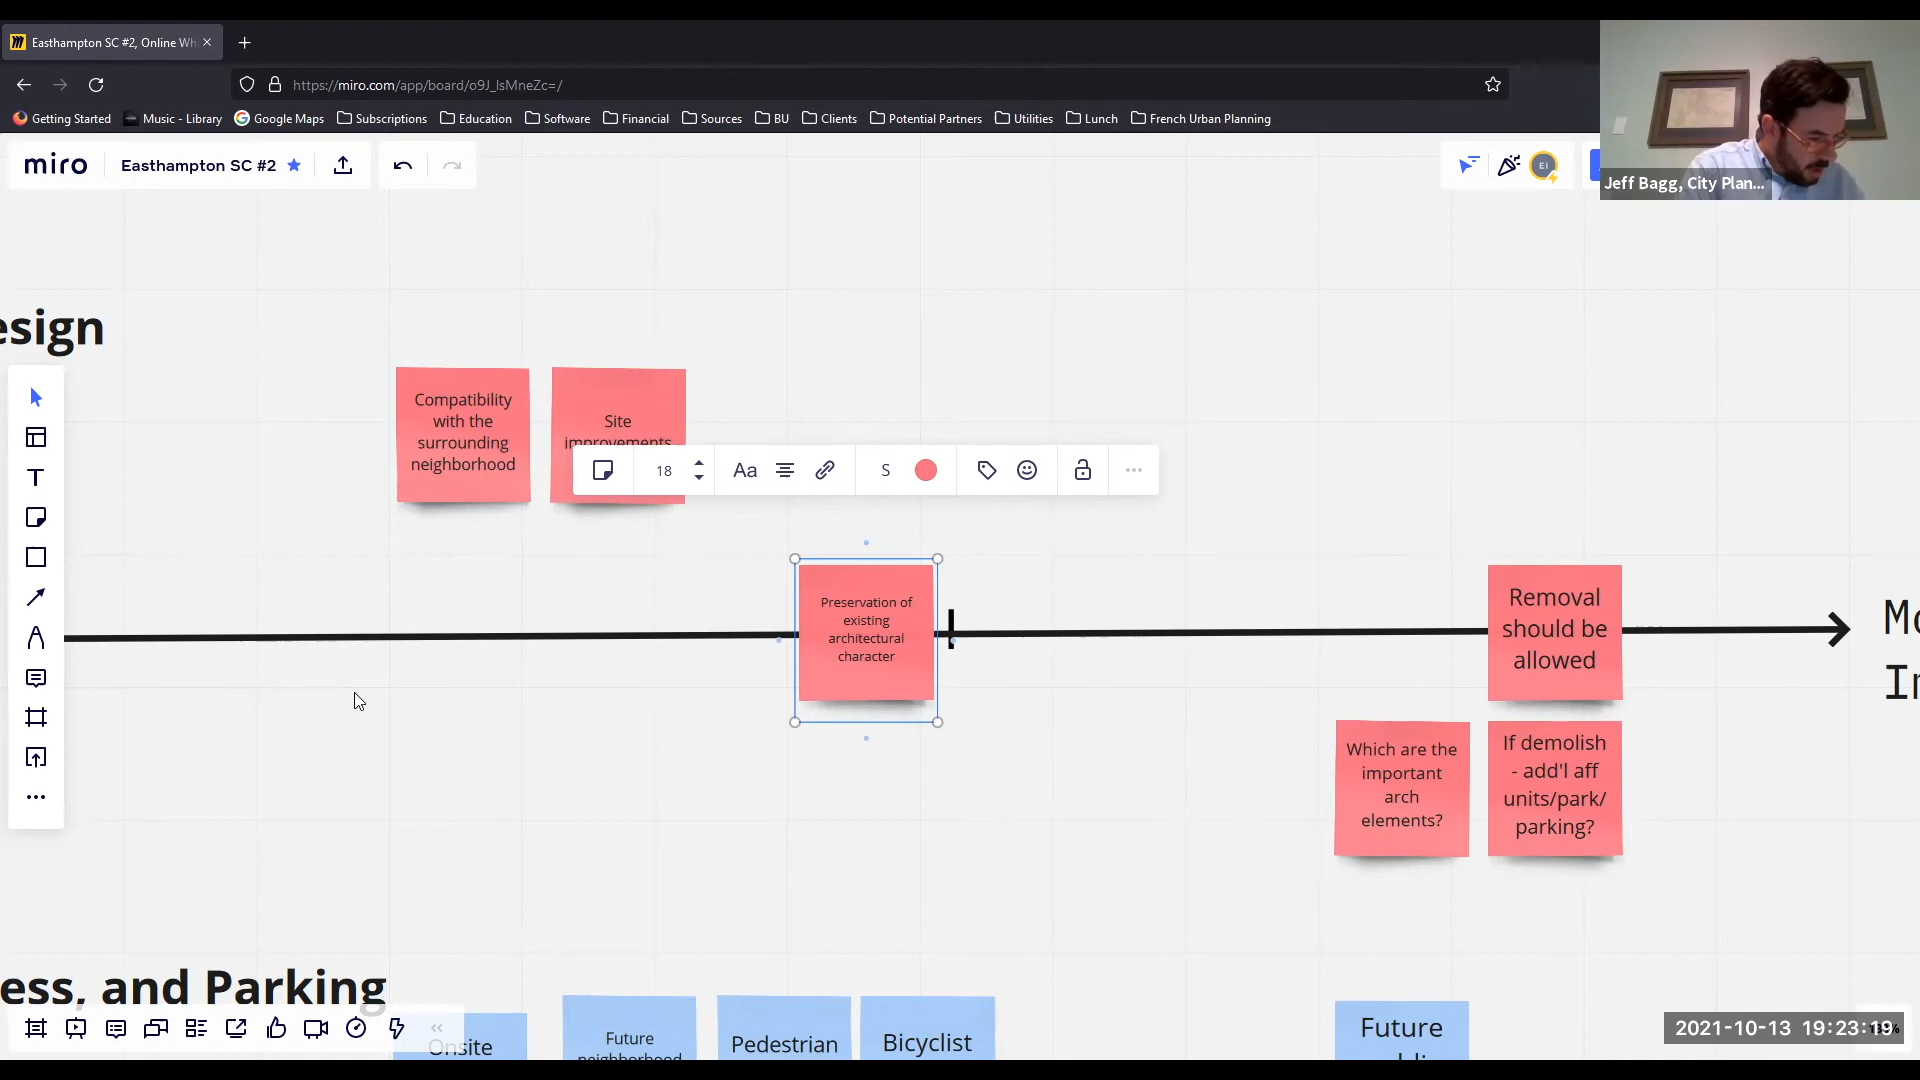 Easthampton SC #2, Online Wh
https://miro.com/app/board/o9J_lsMneZc=/
Getting Started
Music - Library
Google Maps
Subscriptions
Education
Software
Financial
Sources
BU
Clients
Potential Partners
Utilities
Lunch
French Urban Planning
miro
Easthampton SC #2
EI
Jeff Bagg, City Plan...
esign
Compatibility
with the
surrounding
neighborhood
Site
improvements
18
Aa
S
Preservation of
existing
architectural
character
Removal
should be
allowed
Which are the
important
arch
elements?
If demolish
- add'l aff
units/park/
parking?
ess, and Parking
Onsite
Future
neighborhood
Pedestrian
Bicyclist
Future
2021-10-13 19:23:19